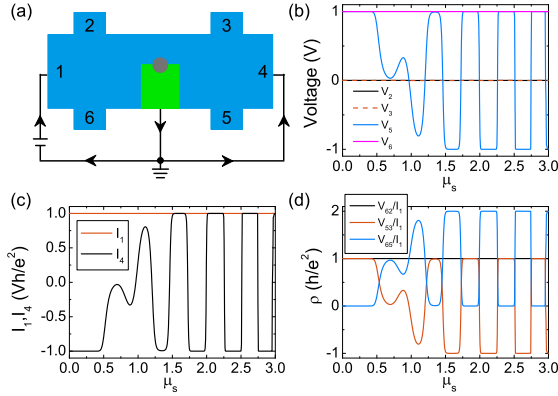 (a)
2
3
1
4
6
5
(b)
Voltage (V)
1
0
-1
V2
V3
V5
V6
0.0 0.5 1.0 1.5 2.0 2.5 3.0
μs
(c)
I1,I4 (Vh/e²)
1.0
0.5
0.0
-0.5
-1.0
I1
I4
0.0 0.5 1.0 1.5 2.0 2.5 3.0
μs
(d)
ρ (h/e²)
2
1
0
-1
V62/I1
V53/I1
V65/I1
0.0 0.5 1.0 1.5 2.0 2.5 3.0
μs